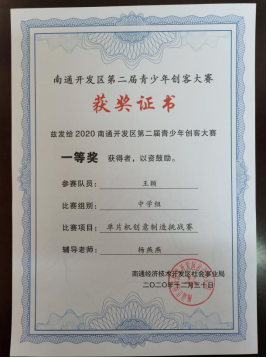 南通开发区第二届青少年创客大赛
获奖证书
兹发给2020南通开发区第二届青少年创客大赛
一等奖 获得者，以资鼓励。
参赛队员： 王颖
比赛组别： 中学组
比赛项目： 单片机创意制造挑战赛
辅导老师： 杨燕燕
南通经济技术开发区社会事业局
二〇二〇年十二月三十日